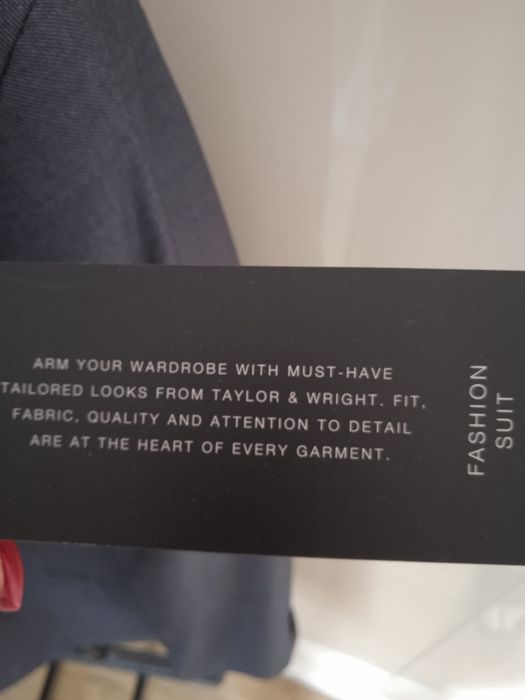 ARM YOUR WARDROBE WITH MUST-HAVE
TAILORED LOOKS FROM TAYLOR & WRIGHT. FIT,
FABRIC, QUALITY AND ATTENTION TO DETAIL
ARE AT THE HEART OF EVERY GARMENT.
FASHION
SUIT